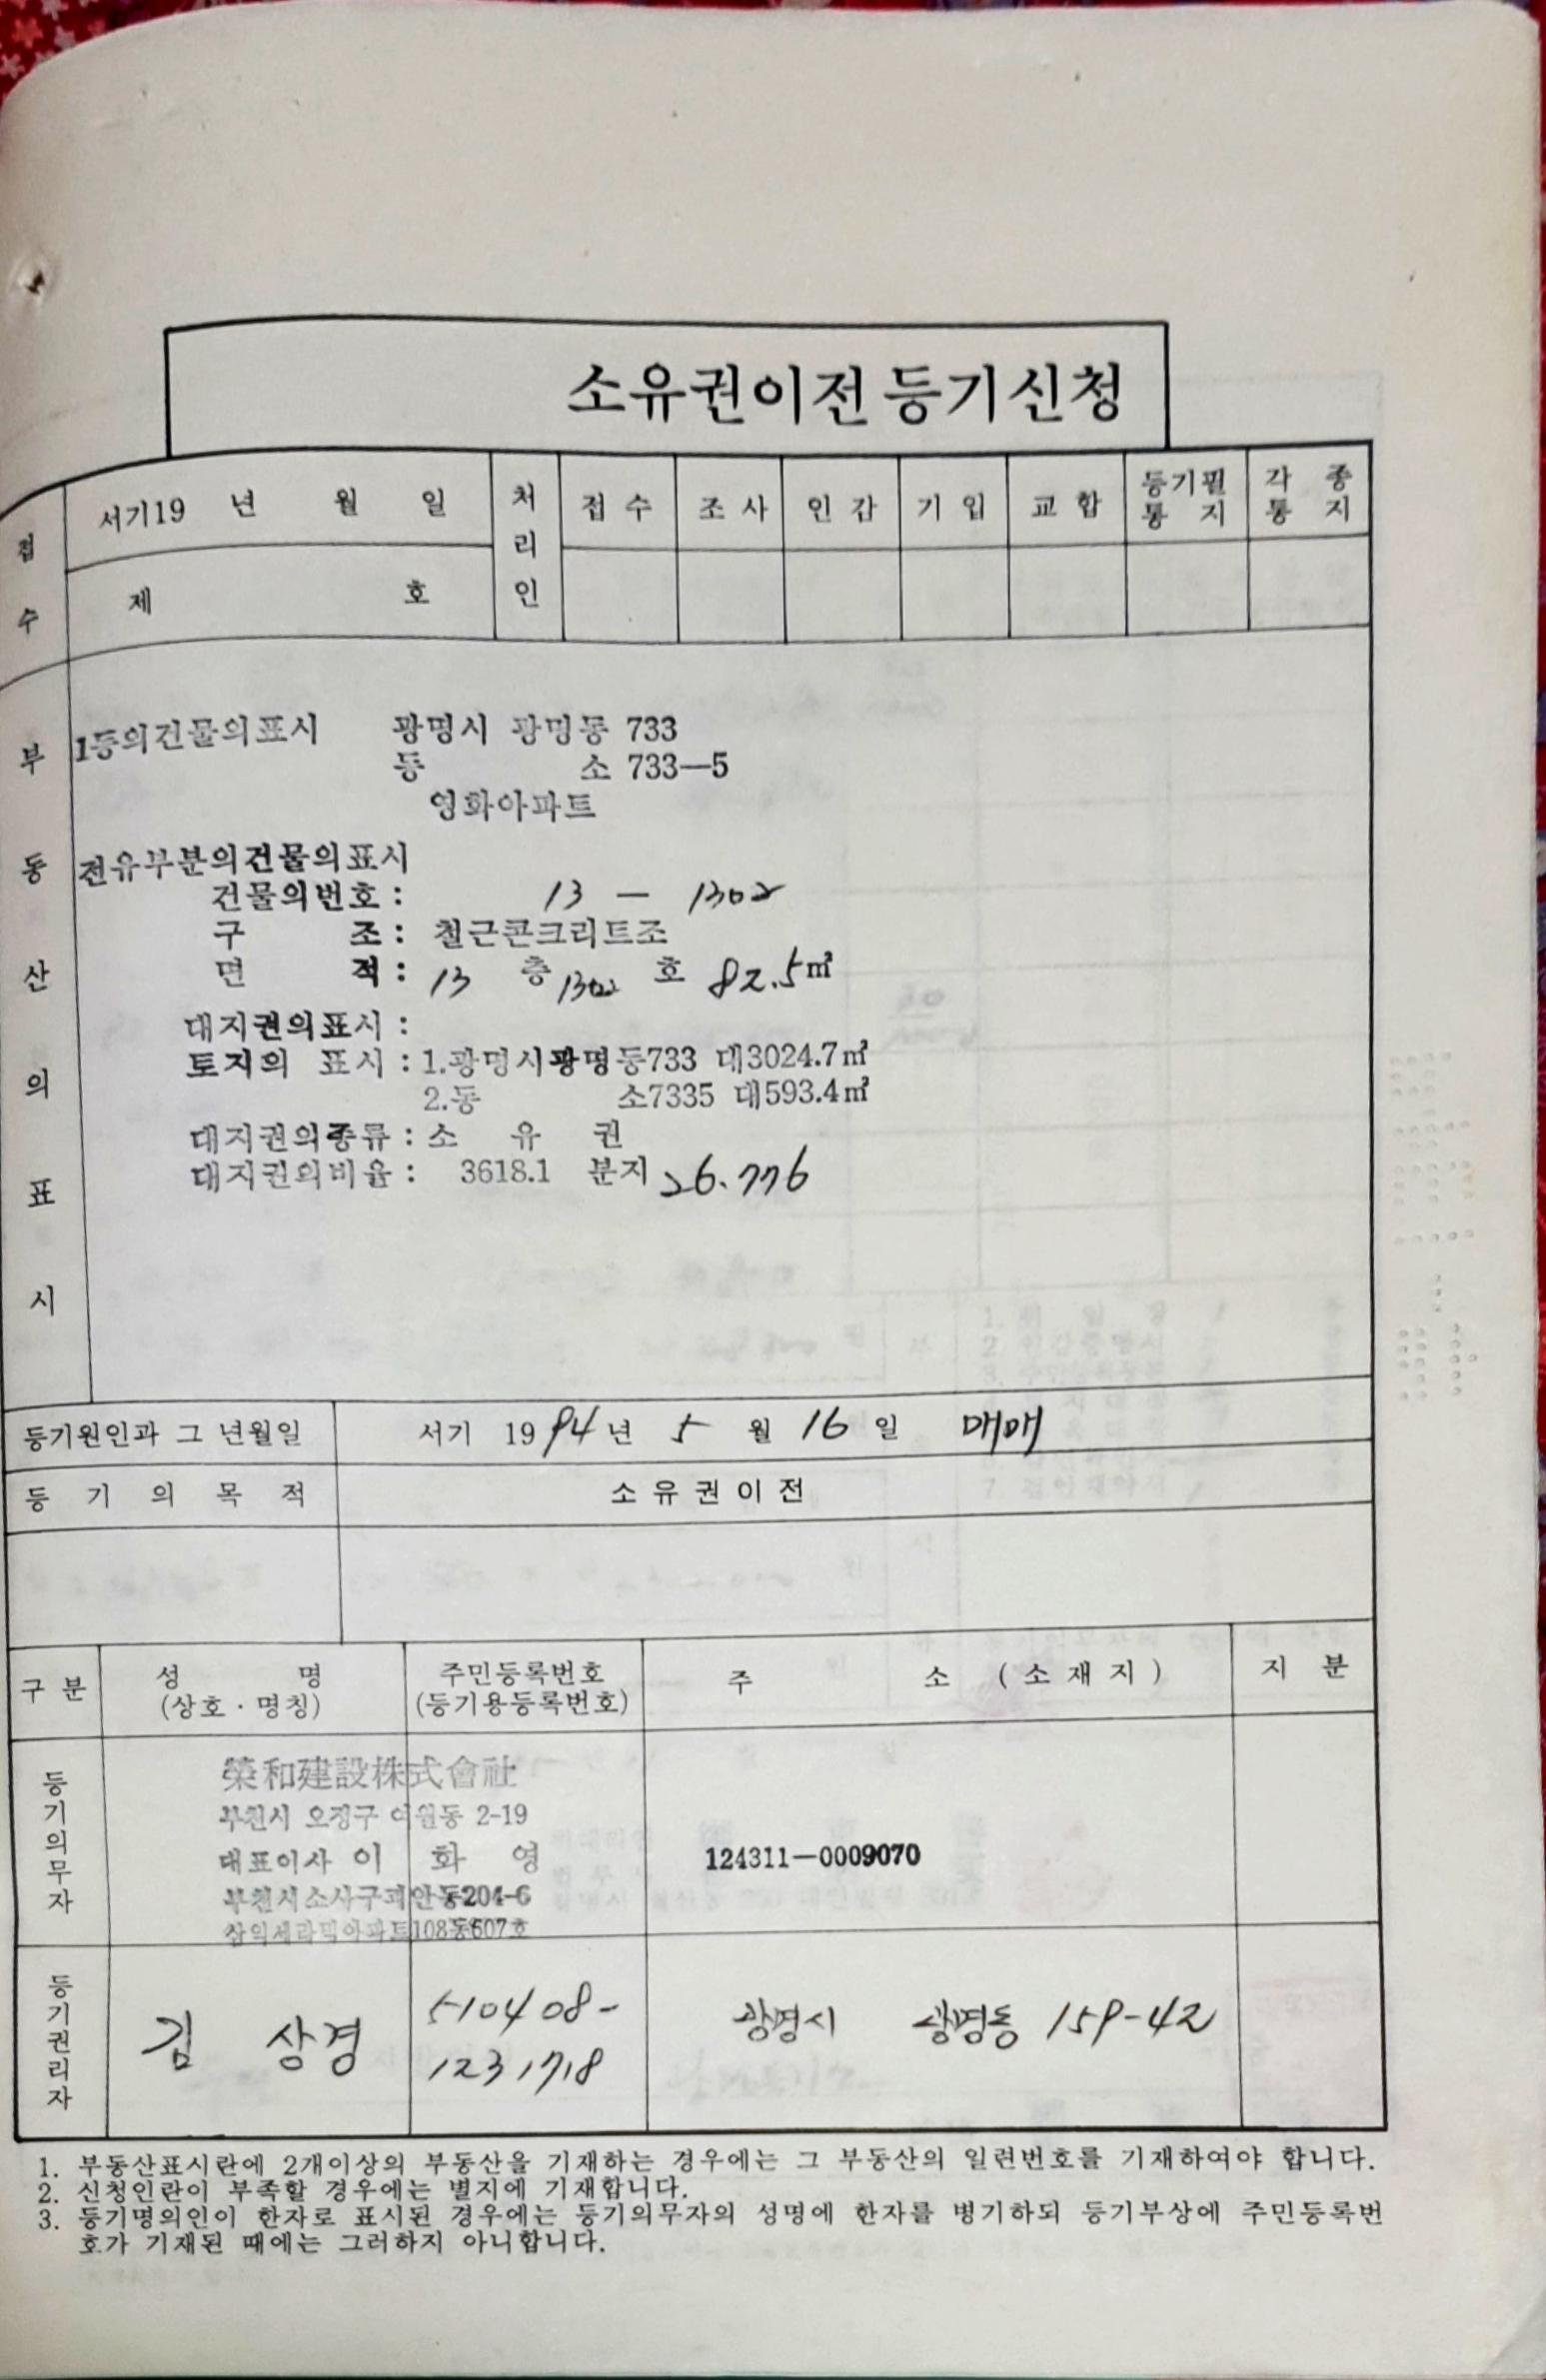 소유권이전등기신청
접수
서기19 년 월 일
제 호
처리인
접수 조사 인감 기입 교합 등기필통지 각종통지
부동산의표시
1동의건물의표시 광명시 광명동 733
동 소 733—5
영화아파트
전유부분의건물의표시
건물의번호 : 13 — 1302
구 조 : 철근콘크리트조
면 적 : 13 층 1302 호 82.5㎡
대지권의표시 :
토지의 표시 : 1.광명시광명동733 대3024.7㎡
2.동 소7335 대593.4㎡
대지권의종류 : 소 유 권
대지권의비율 : 3618.1 분지 26.776
등기원인과 그 년월일 서기 1994년 5 월 16 일 매매
등 기 의 목 적 소유권이전
구 분 성 명 주민등록번호 주 소 (소재지) 지 분
(상호·명칭) (등기용등록번호)
등기의무자
榮和建設株式會社
부천시 오정구 여월동 2-19
대표이사 이 화 영
124311—0009070
부천시소사구괴안동204-6
삼익세라믹아파트108동607호
등기권리자
김 상경 510408-1231718 광명시 광명동 159-42
1. 부동산표시란에 2개이상의 부동산을 기재하는 경우에는 그 부동산의 일련번호를 기재하여야 합니다.
2. 신청인란이 부족할 경우에는 별지에 기재합니다.
3. 등기명의인이 한자로 표시된 경우에는 등기의무자의 성명에 한자를 병기하되 등기부상에 주민등록번
호가 기재된 때에는 그러하지 아니합니다.